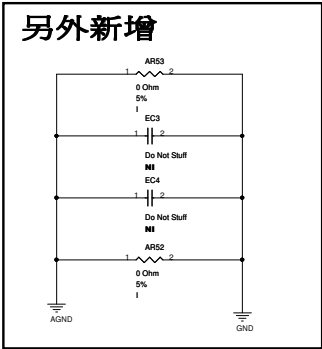 另外新增
AR53
1 2
0 Ohm
5%
I
EC3
1 2
Do Not Stuff
NI
EC4
1 2
Do Not Stuff
NI
AR52
1 2
0 Ohm
5%
I
AGND
GND